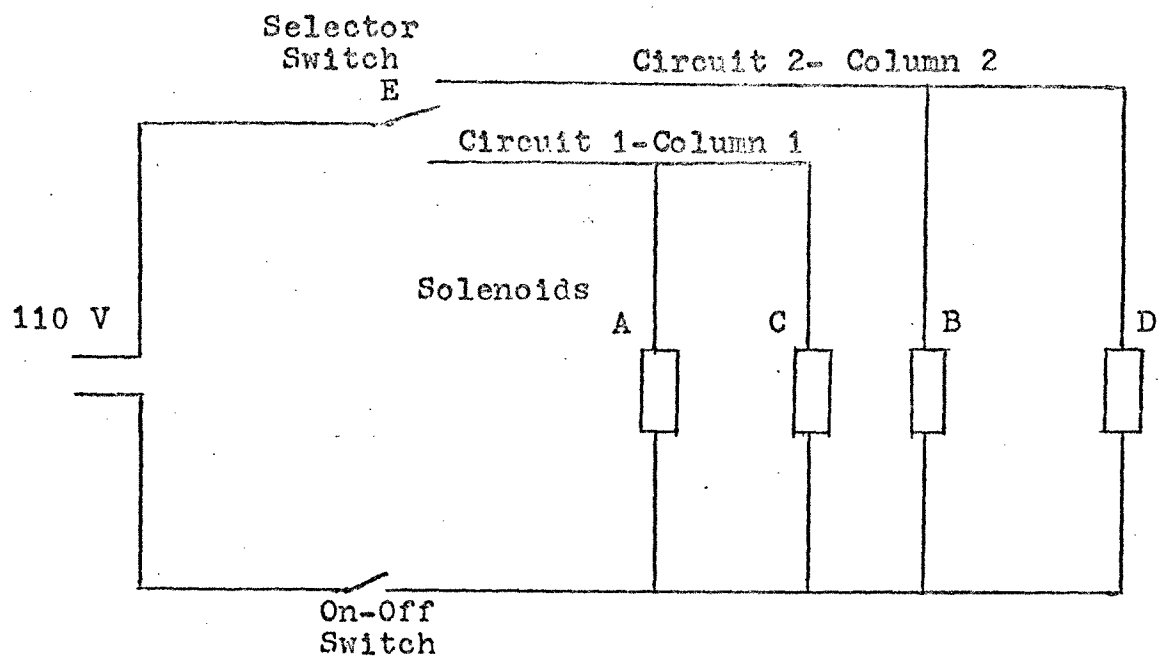 Selector
Switch
E
Circuit 2- Column 2
Circuit 1-Column 1
Solenoids
110 V
A
C
B
D
On-Off
Switch